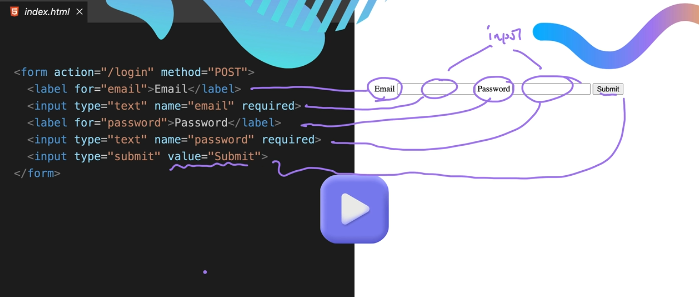 index.html
<form action="/login" method="POST">
<label for="email">Email</label>
<input type="text" name="email" required>
<label for="password">Password</label>
<input type="text" name="password" required>
<input type="submit" value="Submit">
</form>
input
Email Password Submit